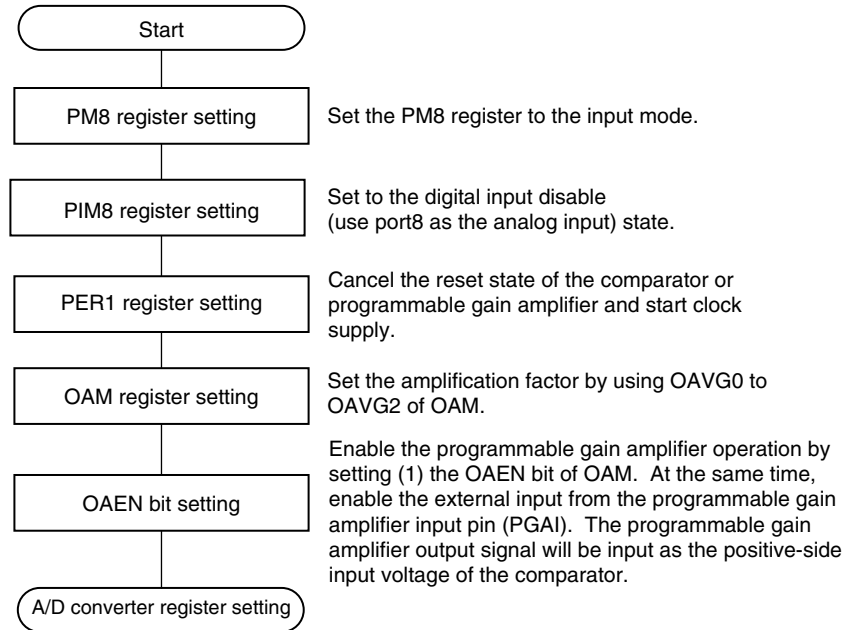 Start
PM8 register setting
Set the PM8 register to the input mode.
PIM8 register setting
Set to the digital input disable
(use port8 as the analog input) state.
PER1 register setting
Cancel the reset state of the comparator or
programmable gain amplifier and start clock
supply.
OAM register setting
Set the amplification factor by using OAVG0 to
OAVG2 of OAM.
OAEN bit setting
Enable the programmable gain amplifier operation by
setting (1) the OAEN bit of OAM.  At the same time,
enable the external input from the programmable gain
amplifier input pin (PGAI).  The programmable gain
amplifier output signal will be input as the positive-side
input voltage of the comparator.
A/D converter register setting